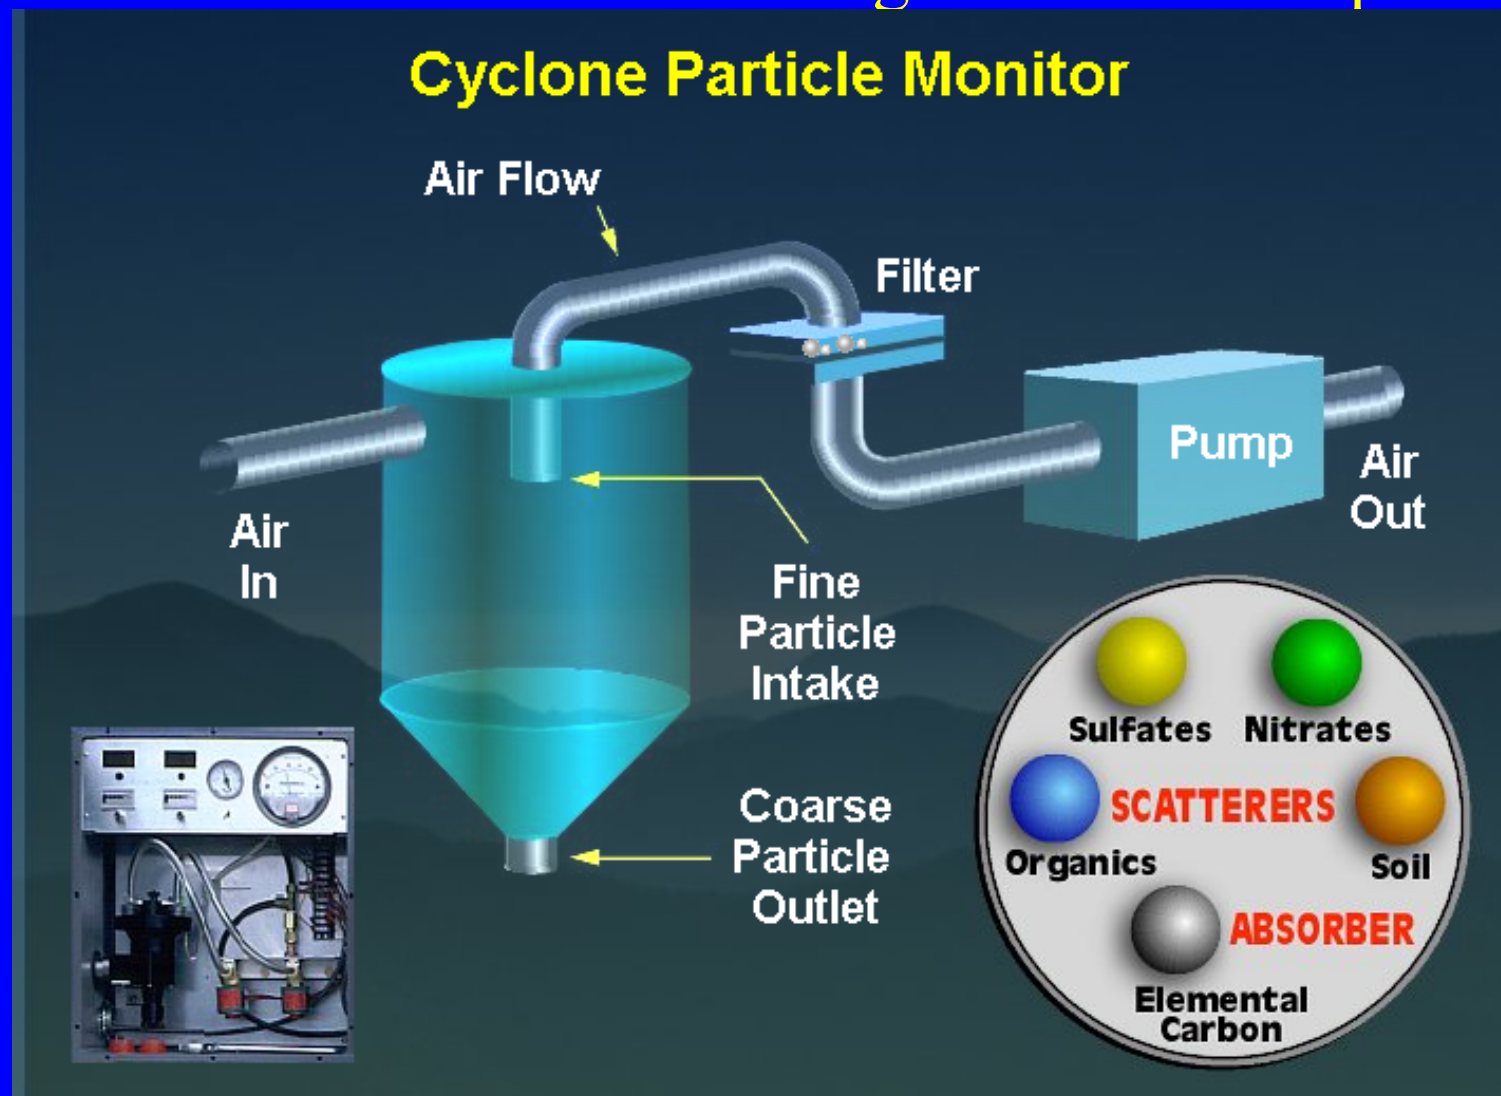 Cyclone Particle Monitor
Air Flow
Filter
Pump
Air
Out
Air
In
Fine
Particle
Intake
Coarse
Particle
Outlet
Sulfates
Nitrates
SCATTERERS
Organics
Soil
ABSORBER
Elemental
Carbon